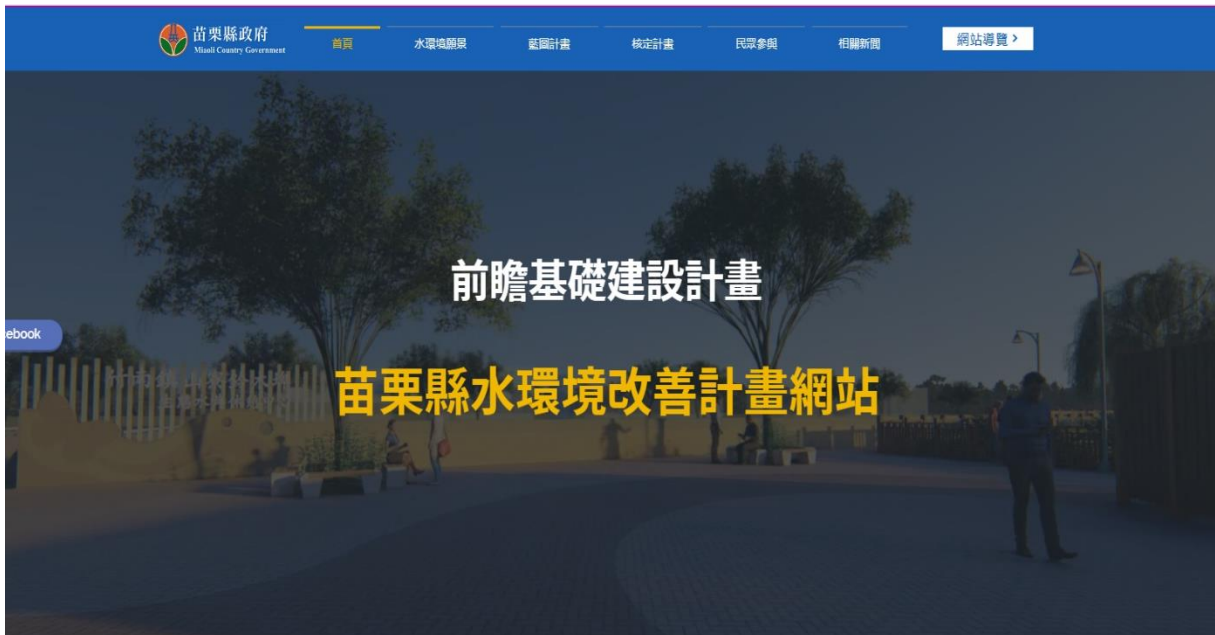 苗栗縣政府
Miaoli Country Government
首頁
水環境願景
藍圖計畫
核定計畫
民眾參與
相關新聞
網站導覽 >
前瞻基礎建設計畫
ebook
苗栗縣水環境改善計畫網站